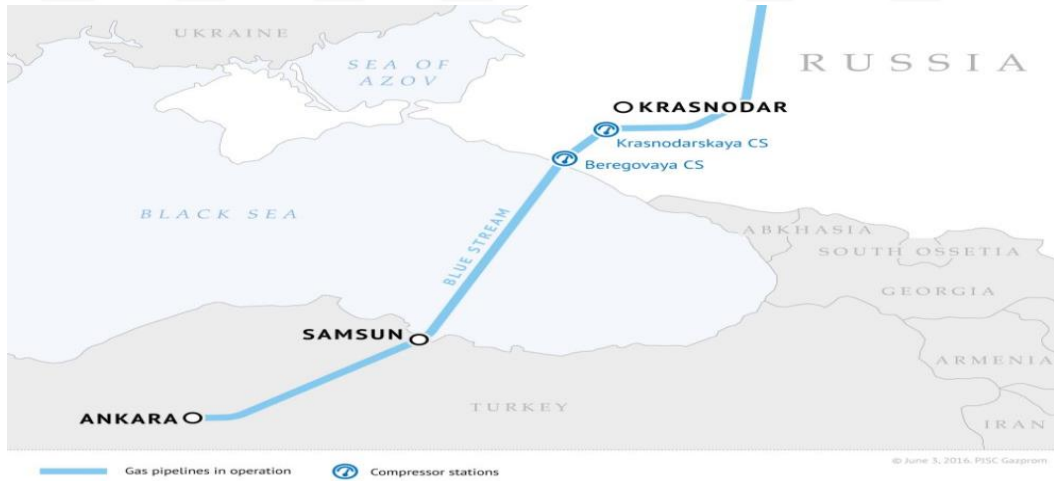 UKRAINE
SEA OF
AZOV
RUSSIA
KRASNODAR
Krasnodarskaya CS
Beregovaya CS
BLACK SEA
BLUE STREAM
ABKHASIA
SOUTH OSSETIA
GEORGIA
SAMSUN
ARMENIA
ANKARA
TURKEY
IRAN
© June 3, 2016. PJSC Gazprom
Gas pipelines in operation
Compressor stations